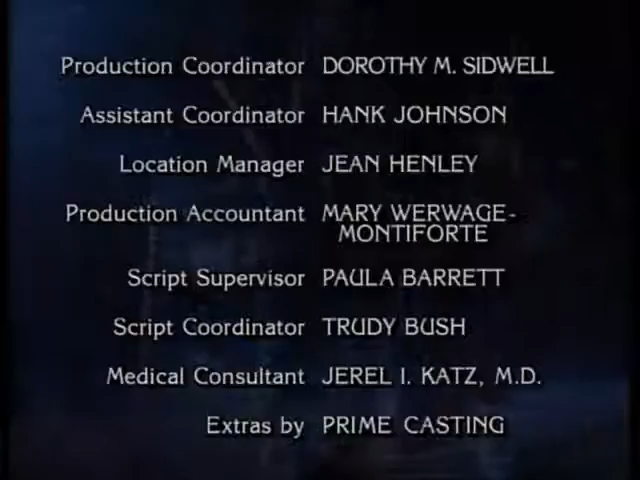 Production Coordinator DOROTHY M. SIDWELL
Assistant Coordinator HANK JOHNSON
Location Manager JEAN HENLEY
Production Accountant MARY WERWAGE-
MONTIFORTE
Script Supervisor PAULA BARRETT
Script Coordinator TRUDY BUSH
Medical Consultant JEREL I. KATZ, M.D.
Extras by PRIME CASTING